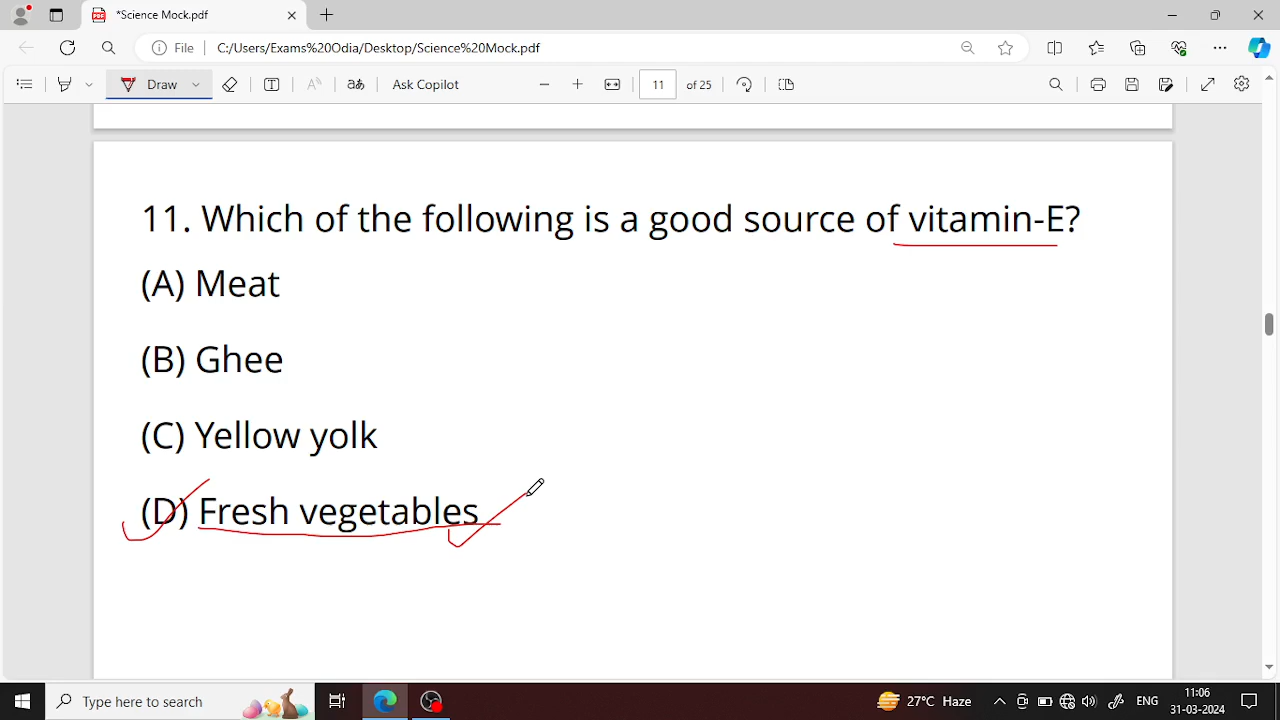 *Science Mock.pdf
File
C:/Users/Exams%20Odia/Desktop/Science%20Mock.pdf
Draw
aあ
Ask Copilot
11 of 25
11. Which of the following is a good source of vitamin-E?
(A) Meat
(B) Ghee
(C) Yellow yolk
(D) Fresh vegetables
Type here to search
27°C Haze
ENG
11:06
31-03-2024